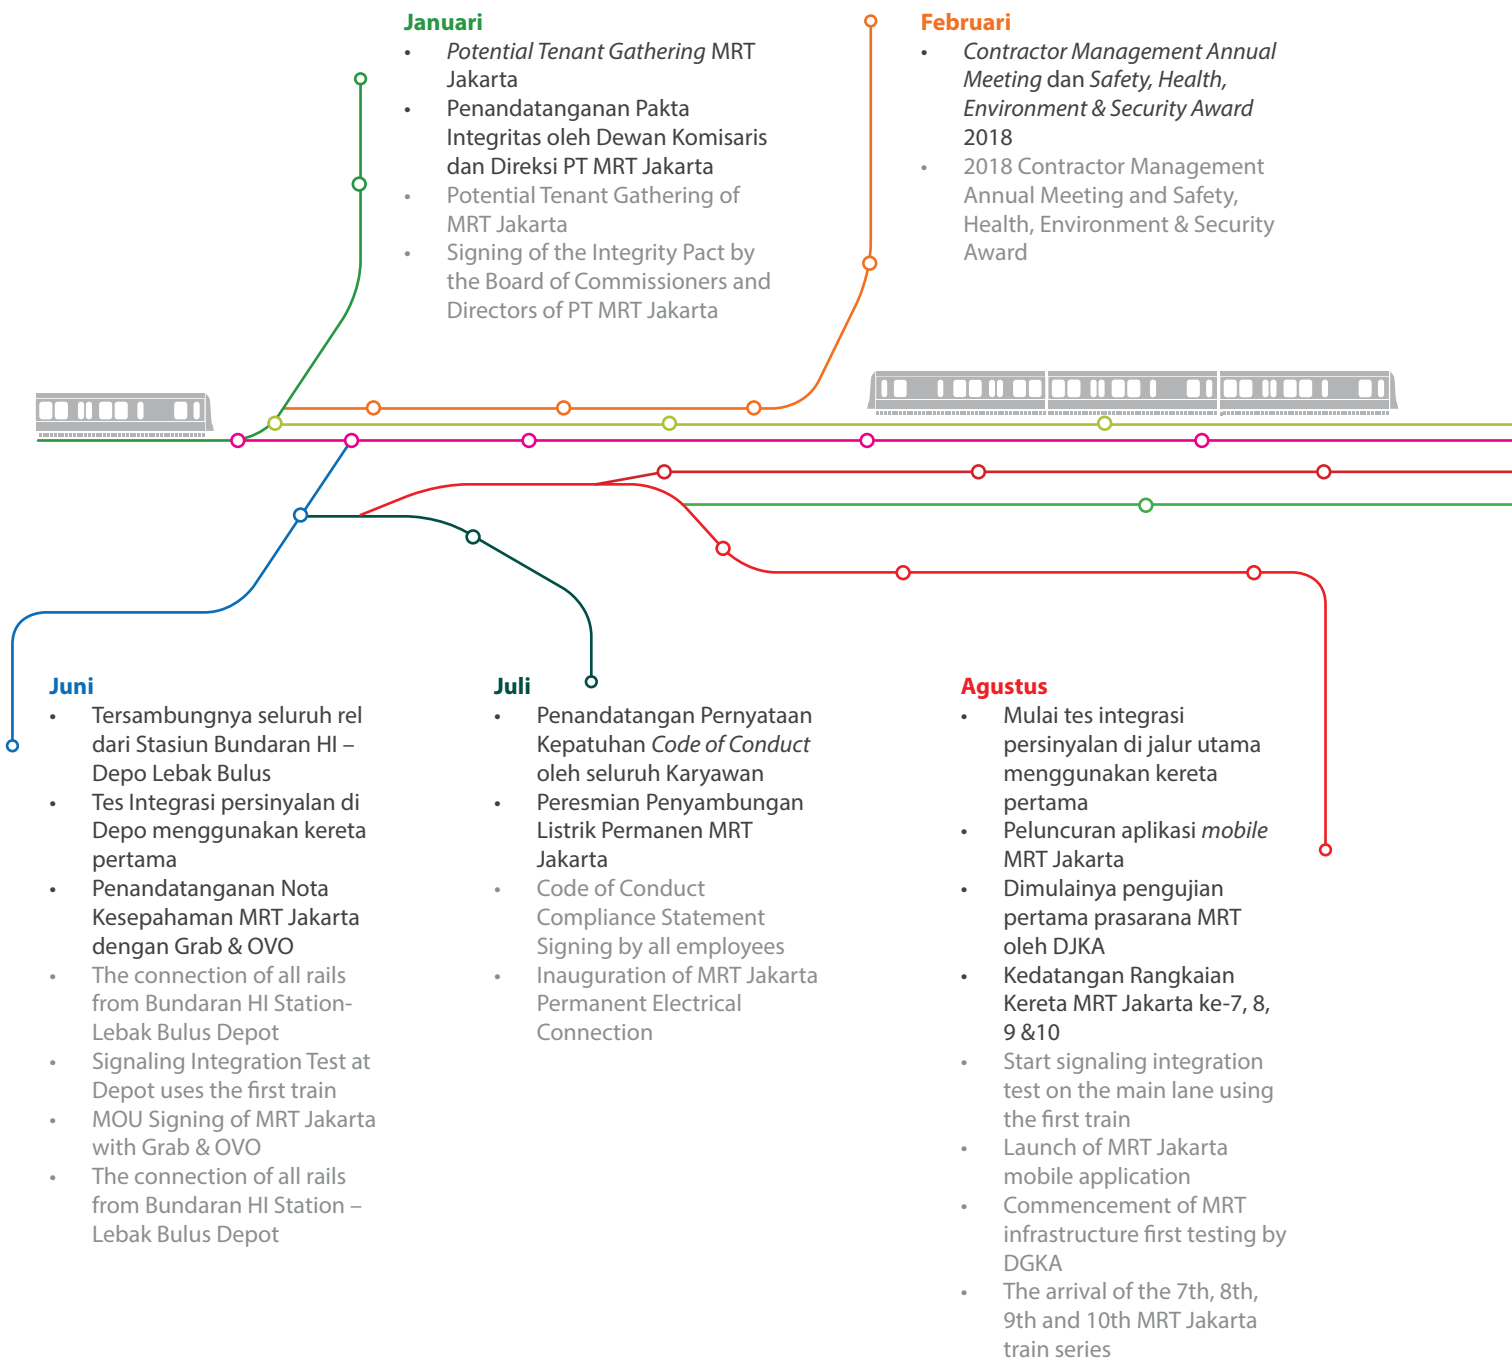 Januari
• Potential Tenant Gathering MRT
Jakarta
• Penandatanganan Pakta
Integritas oleh Dewan Komisaris
dan Direksi PT MRT Jakarta
• Potential Tenant Gathering of
MRT Jakarta
• Signing of the Integrity Pact by
the Board of Commissioners and
Directors of PT MRT Jakarta
Februari
• Contractor Management Annual
Meeting dan Safety, Health,
Environment & Security Award
2018
• 2018 Contractor Management
Annual Meeting and Safety,
Health, Environment & Security
Award
Juni
• Tersambungnya seluruh rel
dari Stasiun Bundaran HI –
Depo Lebak Bulus
• Tes Integrasi persinyalan di
Depo menggunakan kereta
pertama
• Penandatanganan Nota
Kesepahaman MRT Jakarta
dengan Grab & OVO
• The connection of all rails
from Bundaran HI Station-
Lebak Bulus Depot
• Signaling Integration Test at
Depot uses the first train
• MOU Signing of MRT Jakarta
with Grab & OVO
• The connection of all rails
from Bundaran HI Station –
Lebak Bulus Depot
Juli
• Penandatangan Pernyataan
Kepatuhan Code of Conduct
oleh seluruh Karyawan
• Peresmian Penyambungan
Listrik Permanen MRT
Jakarta
• Code of Conduct
Compliance Statement
Signing by all employees
• Inauguration of MRT Jakarta
Permanent Electrical
Connection
Agustus
• Mulai tes integrasi
persinyalan di jalur utama
menggunakan kereta
pertama
• Peluncuran aplikasi mobile
MRT Jakarta
• Dimulainya pengujian
pertama prasarana MRT
oleh DJKA
• Kedatangan Rangkaian
Kereta MRT Jakarta ke-7, 8,
9 &10
• Start signaling integration
test on the main lane using
the first train
• Launch of MRT Jakarta
mobile application
• Commencement of MRT
infrastructure first testing by
DGKA
• The arrival of the 7th, 8th,
9th and 10th MRT Jakarta
train series